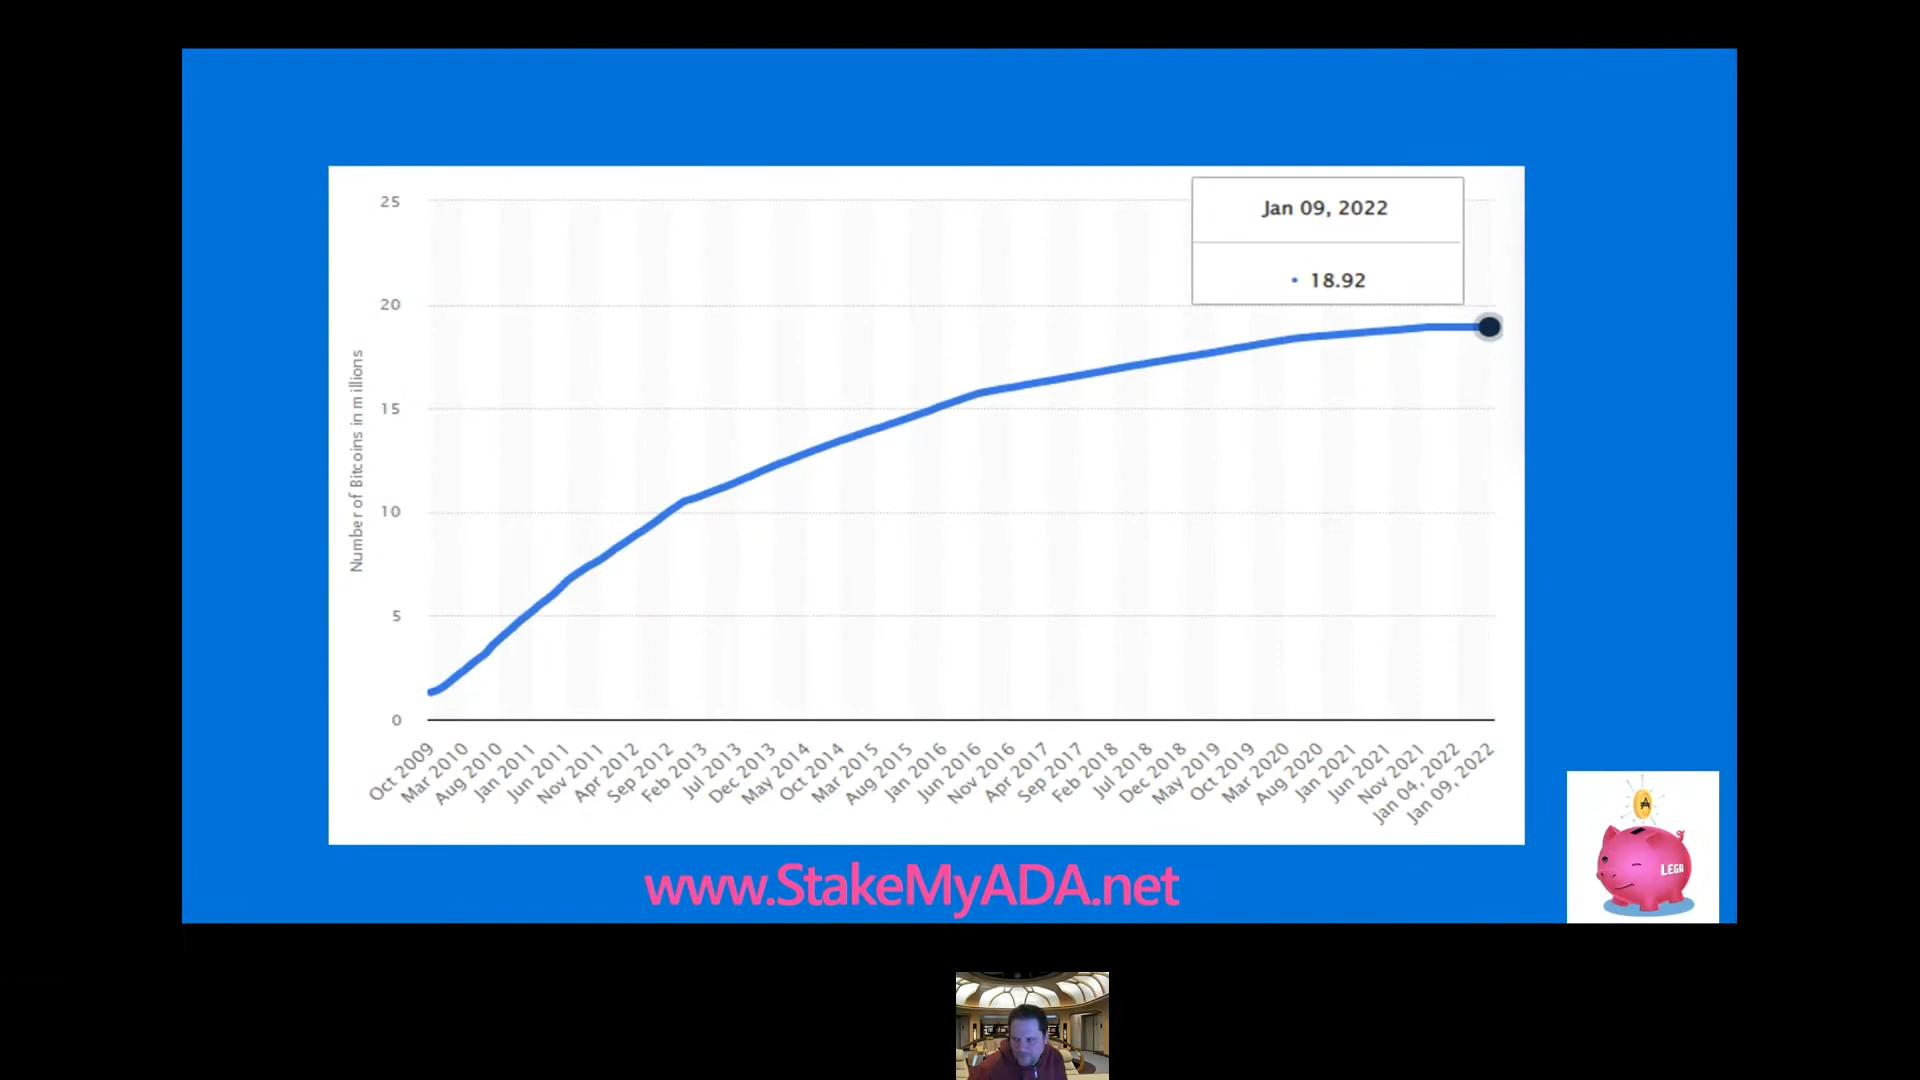 Jan 09, 2022
18.92
25
20
15
10
5
0
Number of Bitcoins in millions
Oct 2009
Mar 2010
Aug 2010
Jan 2011
Jun 2011
Nov 2011
Apr 2012
Sep 2012
Feb 2013
Jul 2013
Dec 2013
May 2014
Oct 2014
Mar 2015
Aug 2015
Jan 2016
Jun 2016
Nov 2016
Apr 2017
Sep 2017
Feb 2018
Jul 2018
Dec 2018
May 2019
Oct 2019
Mar 2020
Aug 2020
Jan 2021
Jun 2021
Nov 2021
Jan 04, 2022
Jan 09, 2022
www.StakeMyADA.net
LEGA